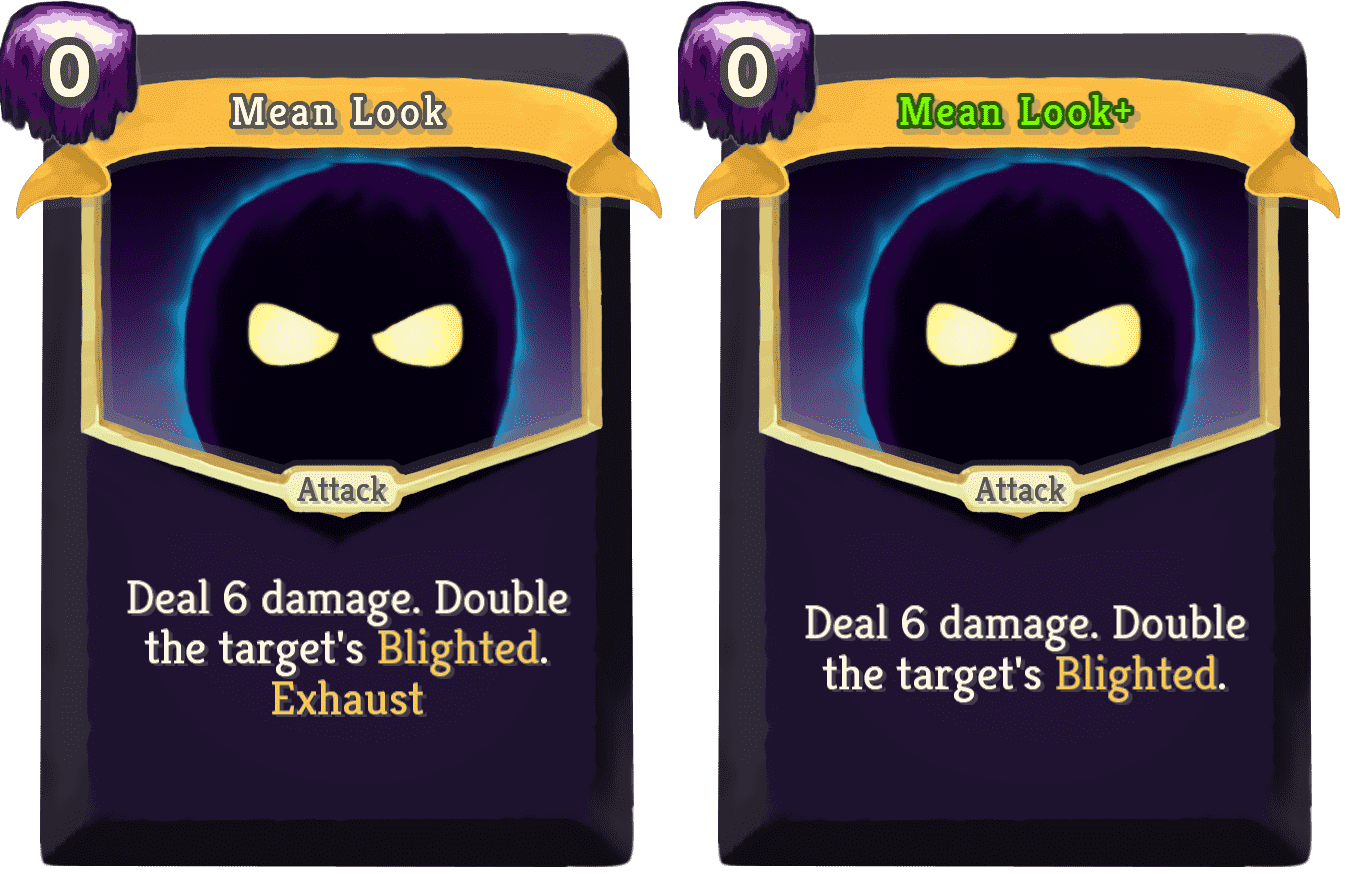 0
Mean Look
Attack
Deal 6 damage. Double
the target's Blighted.
Exhaust
0
Mean Look+
Attack
Deal 6 damage. Double
the target's Blighted.